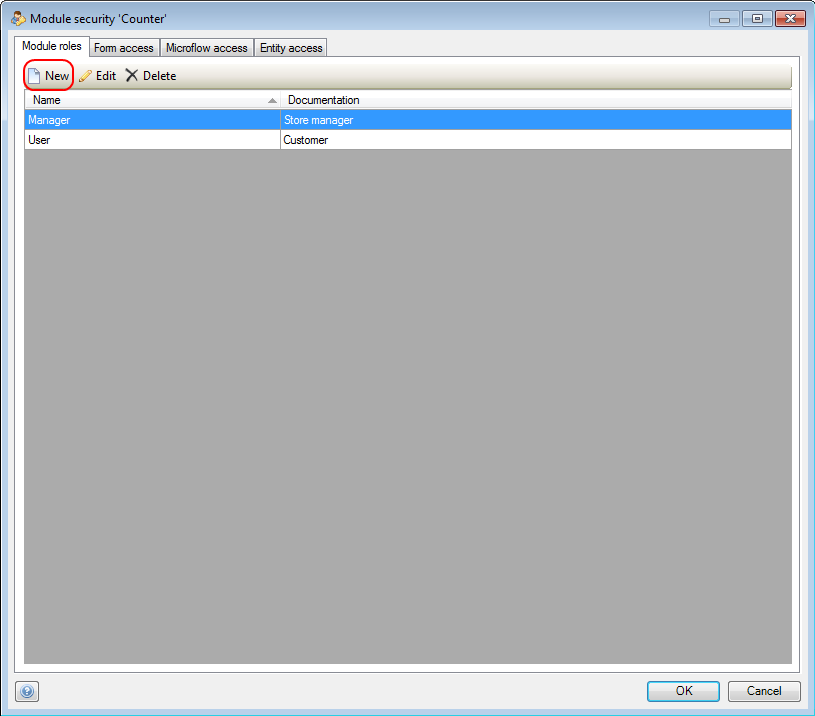 Module security 'Counter'
Module roles Form access Microflow access Entity access
New Edit Delete
Name Documentation
Manager Store manager
User Customer
OK Cancel